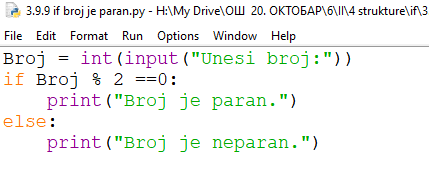 3.9.9 if broj je paran.py - H:\My Drive\ОШ 20. ОКТОБАР\6\II\4 strukture\if\3
File Edit Format Run Options Window Help
Broj = int(input("Unesi broj:"))
if Broj % 2 ==0:
    print("Broj je paran.")
else:
    print("Broj je neparan.")